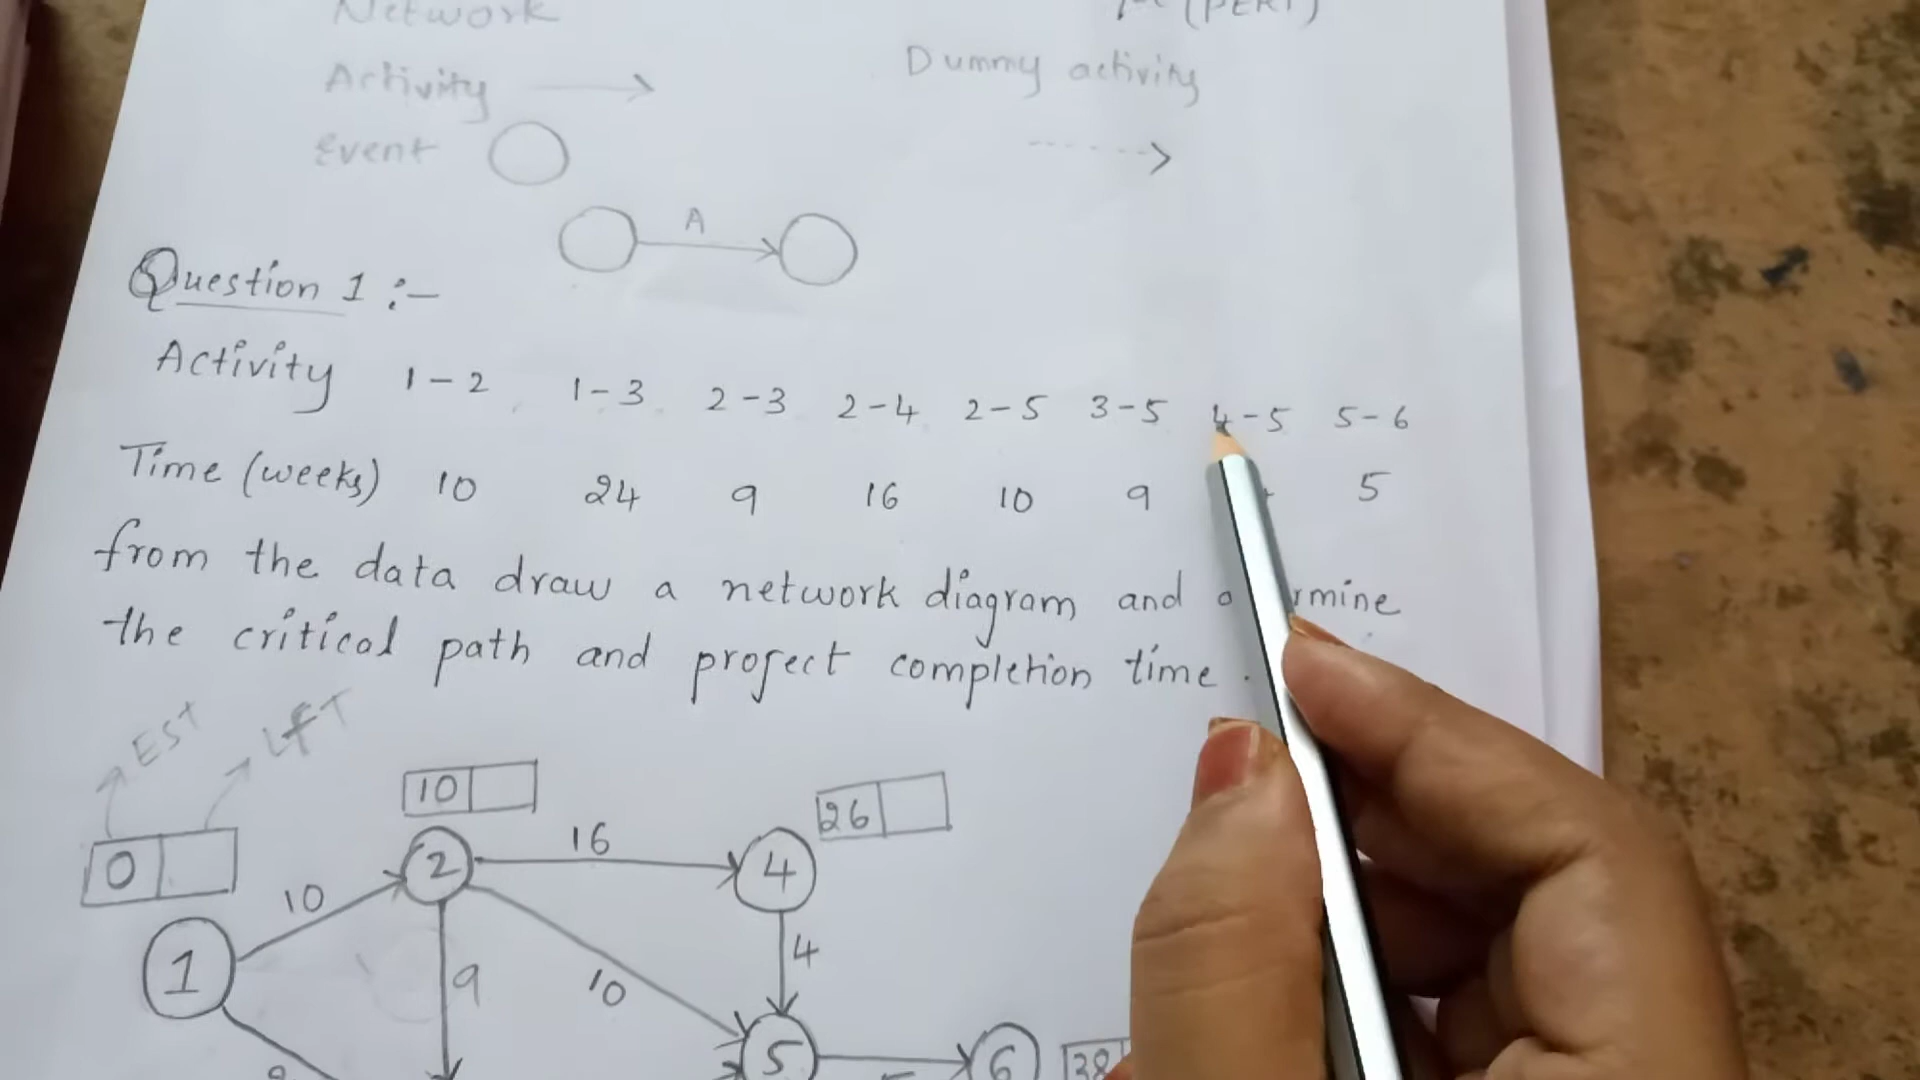 Network
(PERT)
Activity
Dummy activity
Event
A
Question 1 :-
Activity 1-2 1-3 2-3 2-4 2-5 3-5 4-5 5-6
Time (weeks) 10 24 9 16 10 9 5
from the data draw a network diagram and
the critical path and project completion time.
EST
LFT
10
26
0
2
16
4
10
1
9
10
4
5
6
38